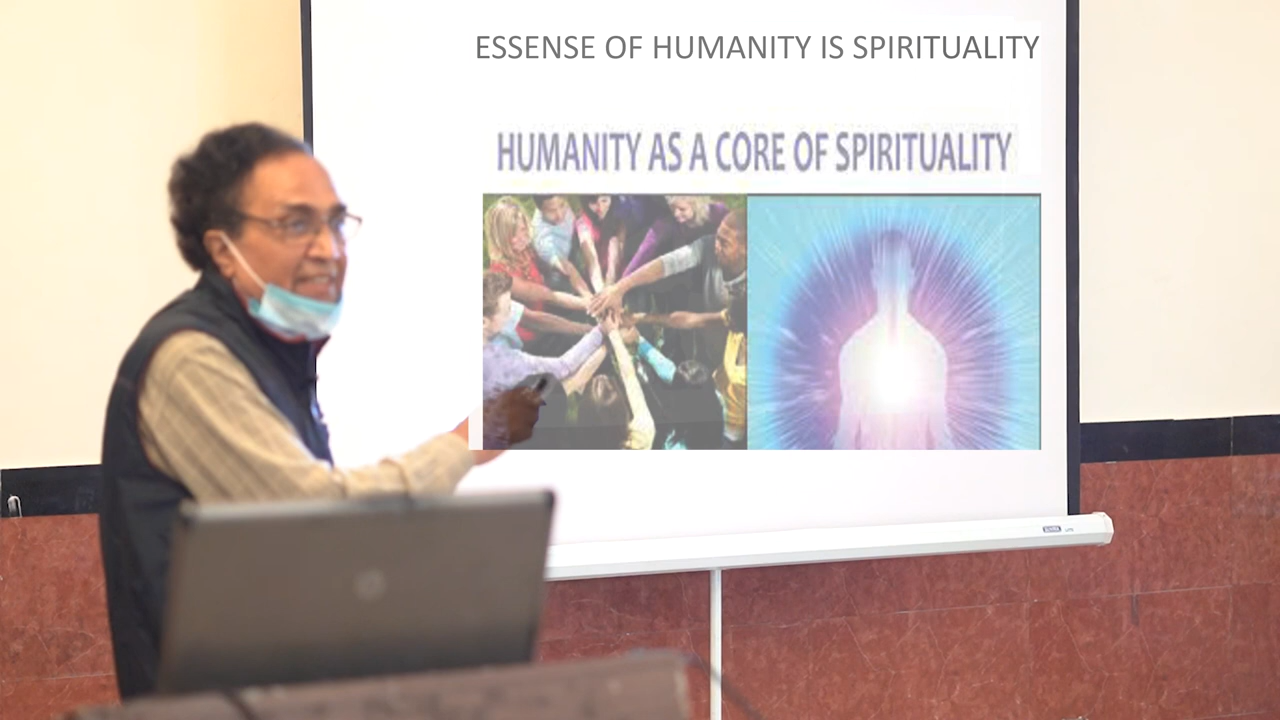 ESSENSE OF HUMANITY IS SPIRITUALITY
HUMANITY AS A CORE OF SPIRITUALITY